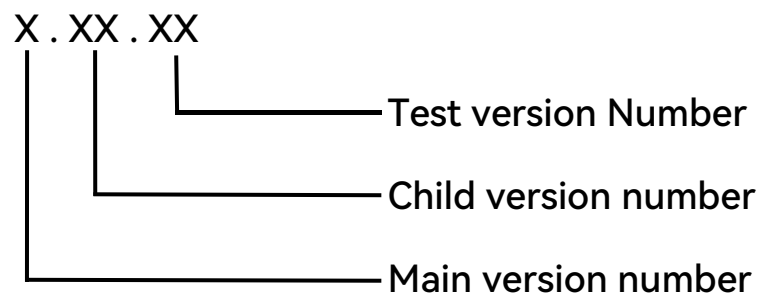 X . XX . XX
Test version Number
Child version number
Main version number